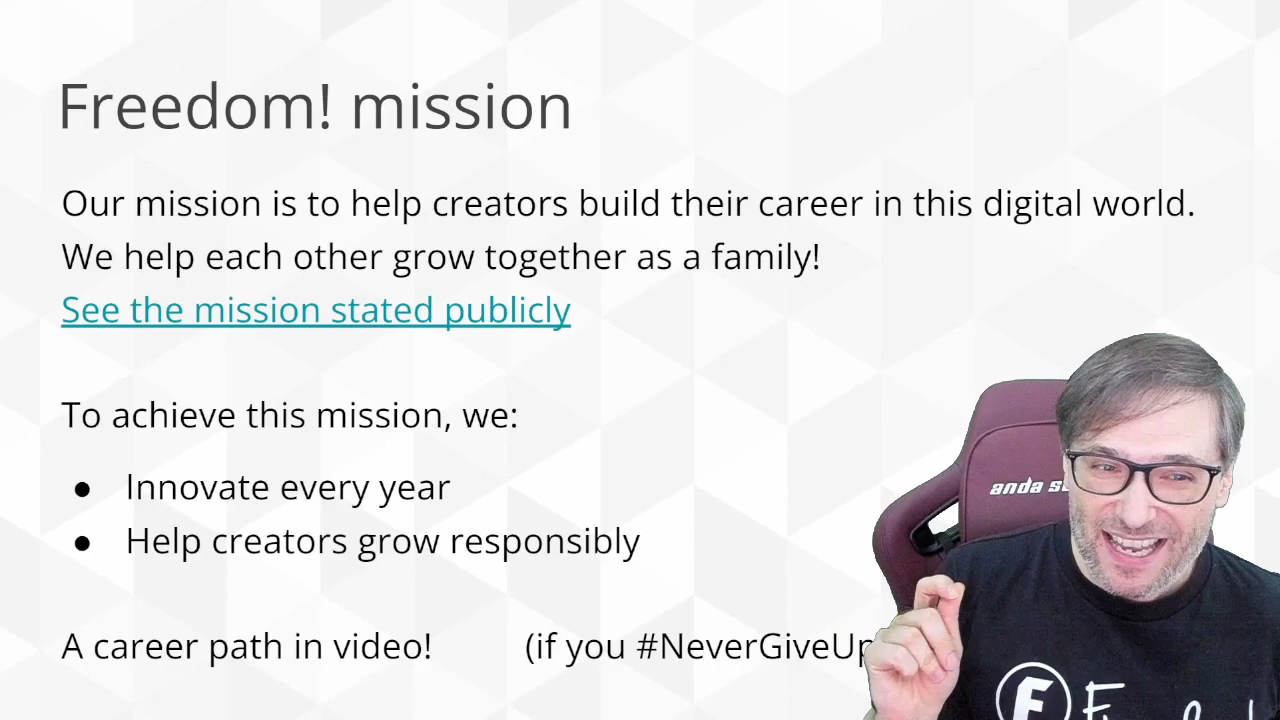 Freedom! mission
Our mission is to help creators build their career in this digital world.
We help each other grow together as a family!
See the mission stated publicly
To achieve this mission, we:
anda
● Innovate every year
● Help creators grow responsibly
A career path in video! (if you #NeverGiveUp
F